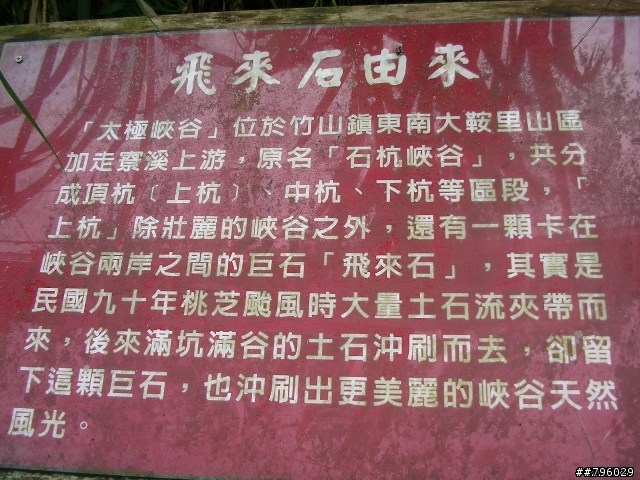 飛來石由來
「太極峽谷」位於竹山鎮東南大鞍里山區
加走寮溪上游，原名「石杭峽谷」，共分
成頂杭﹝上杭﹞、中杭、下杭等區段，「
上杭」除壯麗的峽谷之外，還有一顆卡在
峽谷兩岸之間的巨石「飛來石」，其實是
民國九十年桃芝颱風時大量土石流夾帶而
來，後來滿坑滿谷的土石沖刷而去，卻留
下這顆巨石，也沖刷出更美麗的峽谷天然
風光。
##796029